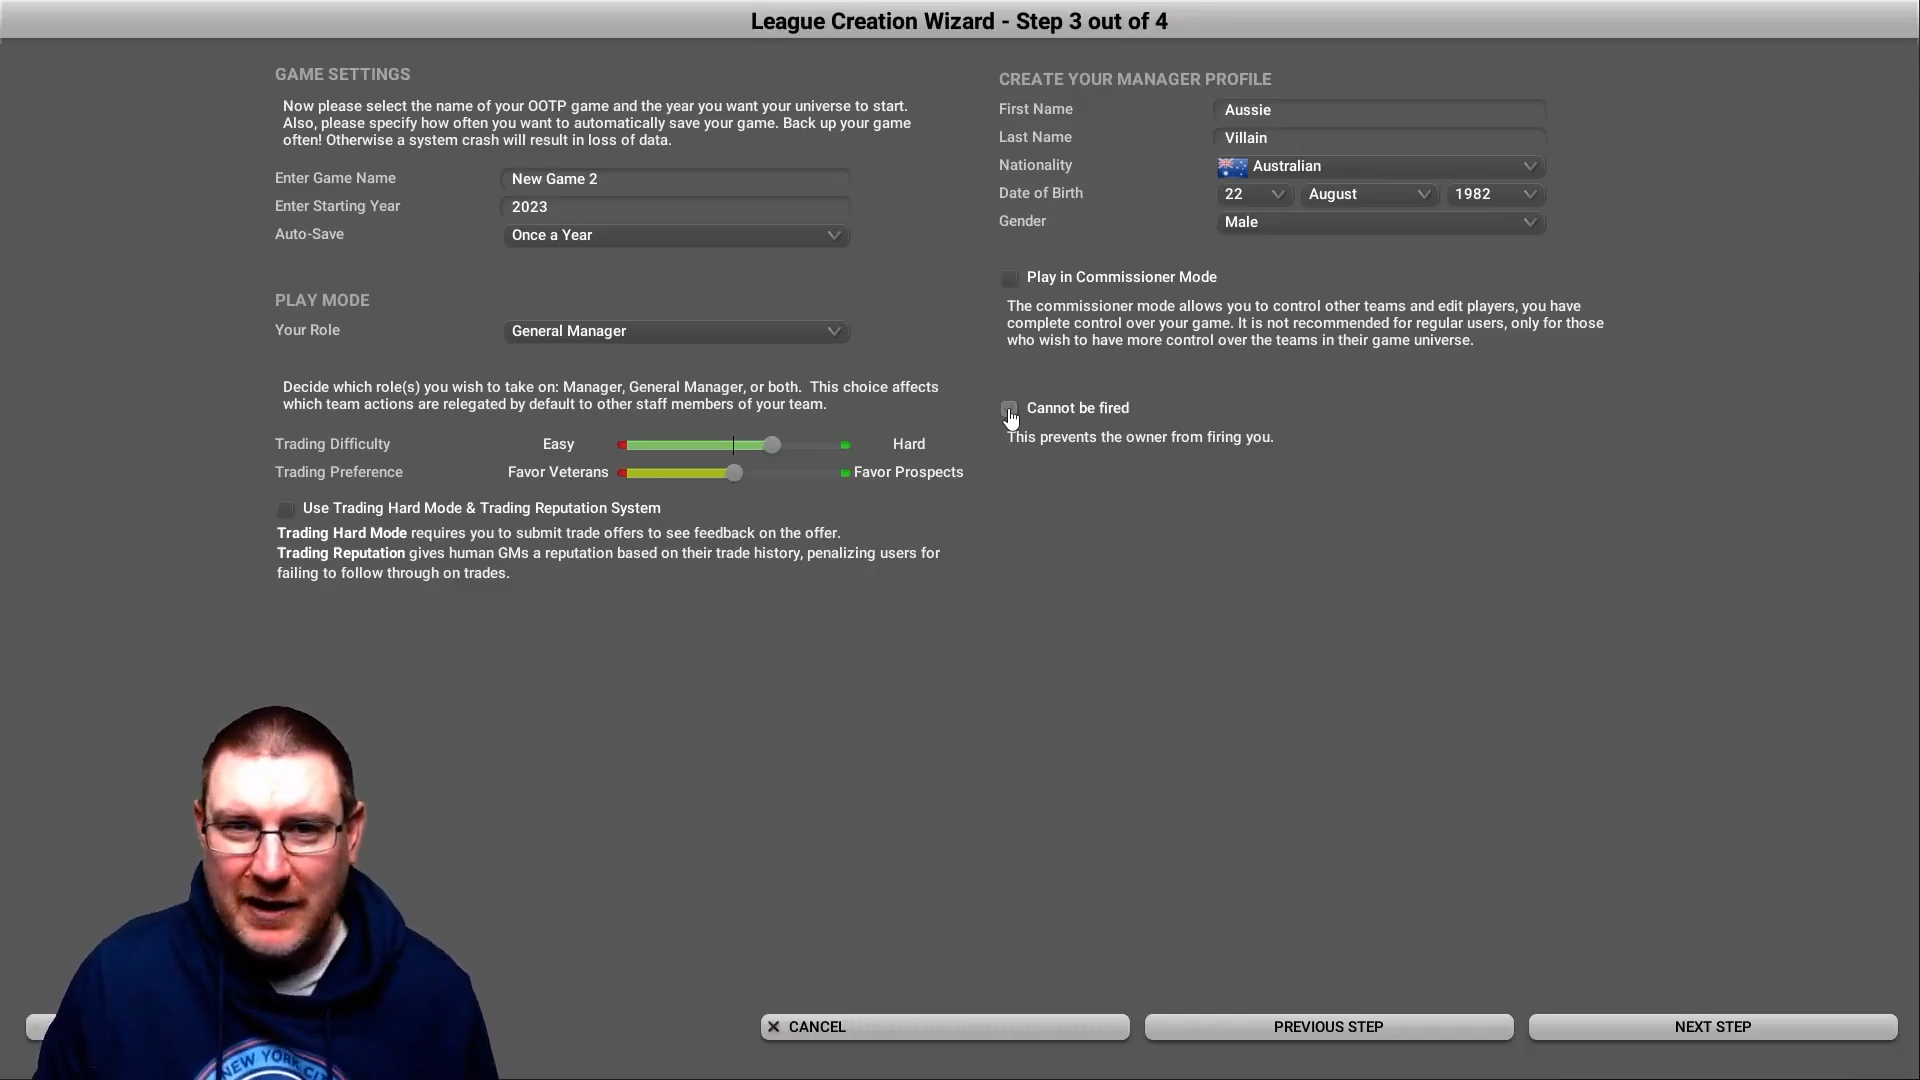 League Creation Wizard - Step 3 out of 4
GAME SETTINGS
Now please select the name of your OOTP game and the year you want your universe to start.
Also, please specify how often you want to automatically save your game. Back up your game
often! Otherwise a system crash will result in loss of data.
Enter Game Name New Game 2
Enter Starting Year 2023
Auto-Save Once a Year
PLAY MODE
Your Role General Manager
Decide which role(s) you wish to take on: Manager, General Manager, or both. This choice affects
which team actions are relegated by default to other staff members of your team.
Trading Difficulty Easy Hard
Trading Preference Favor Veterans Favor Prospects
Use Trading Hard Mode & Trading Reputation System
Trading Hard Mode requires you to submit trade offers to see feedback on the offer.
Trading Reputation gives human GMs a reputation based on their trade history, penalizing users for
failing to follow through on trades.
CREATE YOUR MANAGER PROFILE
First Name Aussie
Last Name Villain
Nationality Australian
Date of Birth 22 August 1982
Gender Male
Play in Commissioner Mode
The commissioner mode allows you to control other teams and edit players, you have
complete control over your game. It is not recommended for regular users, only for those
who wish to have more control over the teams in their game universe.
Cannot be fired
This prevents the owner from firing you.
NEW YORK
CANCEL PREVIOUS STEP NEXT STEP